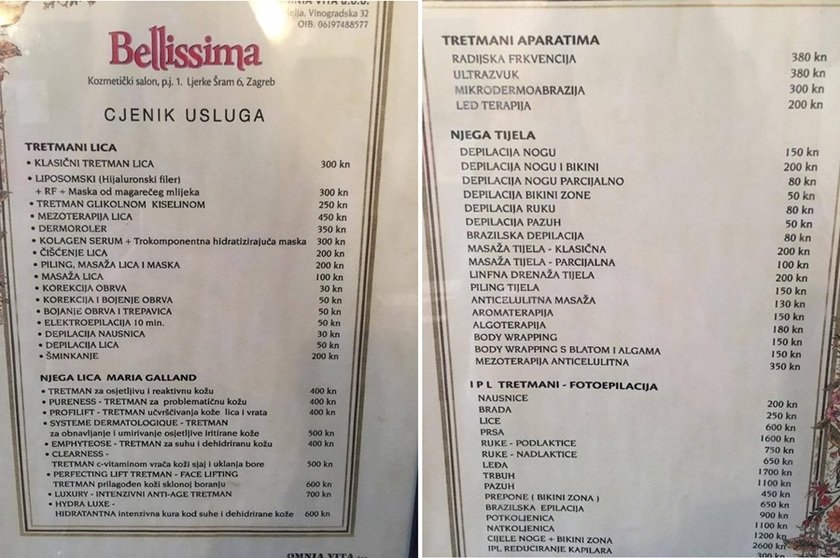 OMNIA VITA d.o.o.
Vinogradska 32
OIB: 06197488577
Bellissima
Kozmetički salon, p.j. 1. Ljerke Šram 6, Zagreb
CJENIK USLUGA
TRETMANI LICA
• KLASIČNI TRETMAN LICA 300 kn
• LIPOSOMSKI (Hijaluronski filer)
+ RF + Maska od magarećeg mlijeka 300 kn
• TRETMAN GLIKOLNOM KISELINOM 250 kn
• MEZOTERAPIJA LICA 450 kn
• DERMOROLER 350 kn
• KOLAGEN SERUM + Trokomponentna hidratizirajuća maska 300 kn
• ČIŠĆENJE LICA 200 kn
• PILING, MASAŽA LICA I MASKA 200 kn
• MASAŽA LICA 100 kn
• KOREKCIJA OBRVA 30 kn
• KOREKCIJA I BOJENJE OBRVA 50 kn
• BOJANJE OBRVA I TREPAVICA 50 kn
• ELEKTROEPILACIJA 10 min. 50 kn
• DEPILACIJA NAUSNICA 30 kn
• DEPILACIJA LICA 50 kn
• ŠMINKANJE 200 kn
NJEGA LICA MARIA GALLAND
• TRETMAN za osjetljivu i reaktivnu kožu 400 kn
• PURENESS - TRETMAN za problematičnu kožu 400 kn
• PROFILIFT - TRETMAN učvrščivanja kože lica i vrata 400 kn
• SYSTEME DERMATOLOGIQUE - TRETMAN
za obnavljanje i umirivanje osjetljive iritirane kože 500 kn
• EMPHYTEOSE - TRETMAN za suhu i dehidriranu kožu 400 kn
• CLEARNESS -
TRETMAN c-vitaminom vraća koži sjaj i uklanja bore 500 kn
• PERFECTING LIFT TRETMAN - FACE LIFTING
TRETMAN prilagođen koži sklonoj boranju 600 kn
• LUXURY - INTENZIVNI ANTI-AGE TRETMAN 700 kn
• HYDRA LUXE -
HIDRATANTNA intenzivna kura kod suhe i dehidrirane kože 600 kn
OMNIA VITA
TRETMANI APARATIMA
RADIJSKA FRKVENCIJA 380 kn
ULTRAZVUK 380 kn
MIKRODERMOABRAZIJA 300 kn
LED TERAPIJA 200 kn
NJEGA TIJELA
DEPILACIJA NOGU 150 kn
DEPILACIJA NOGU I BIKINI 200 kn
DEPILACIJA NOGU PARCIJALNO 80 kn
DEPILACIJA BIKINI ZONE 50 kn
DEPILACIJA RUKU 80 kn
DEPILACIJA PAZUH 50 kn
BRAZILSKA DEPILACIJA 80 kn
MASAŽA TIJELA - KLASIČNA 200 kn
MASAŽA TIJELA - PARCIJALNA 100 kn
LINFNA DRENAŽA TIJELA 200 kn
PILING TIJELA 150 kn
ANTICELULITNA MASAŽA 130 kn
AROMATERAPIJA 150 kn
ALGOTERAPIJA 180 kn
BODY WRAPPING 150 kn
BODY WRAPPING S BLATOM I ALGAMA 150 kn
MEZOTERAPIJA ANTICELULITNA 350 kn
IPL TRETMANI - FOTOEPILACIJA
NAUSNICE 200 kn
BRADA 250 kn
LICE 600 kn
PRSA 1600 kn
RUKE - PODLAKTICE 750 kn
RUKE - NADLAKTICE 650 kn
LEĐA 1700 kn
TRBUH 1100 kn
PAZUH 450 kn
PREPONE ( BIKINI ZONA ) 650 kn
BRAZILSKA EPILACIJA 900 kn
POTKOLJENICA 1100 kn
NATKOLJENICA 1200 kn
CIJELE NOGE + BIKINI ZONA 2600 kn
IPL REDUCIRANJE KAPILARA 300 kn